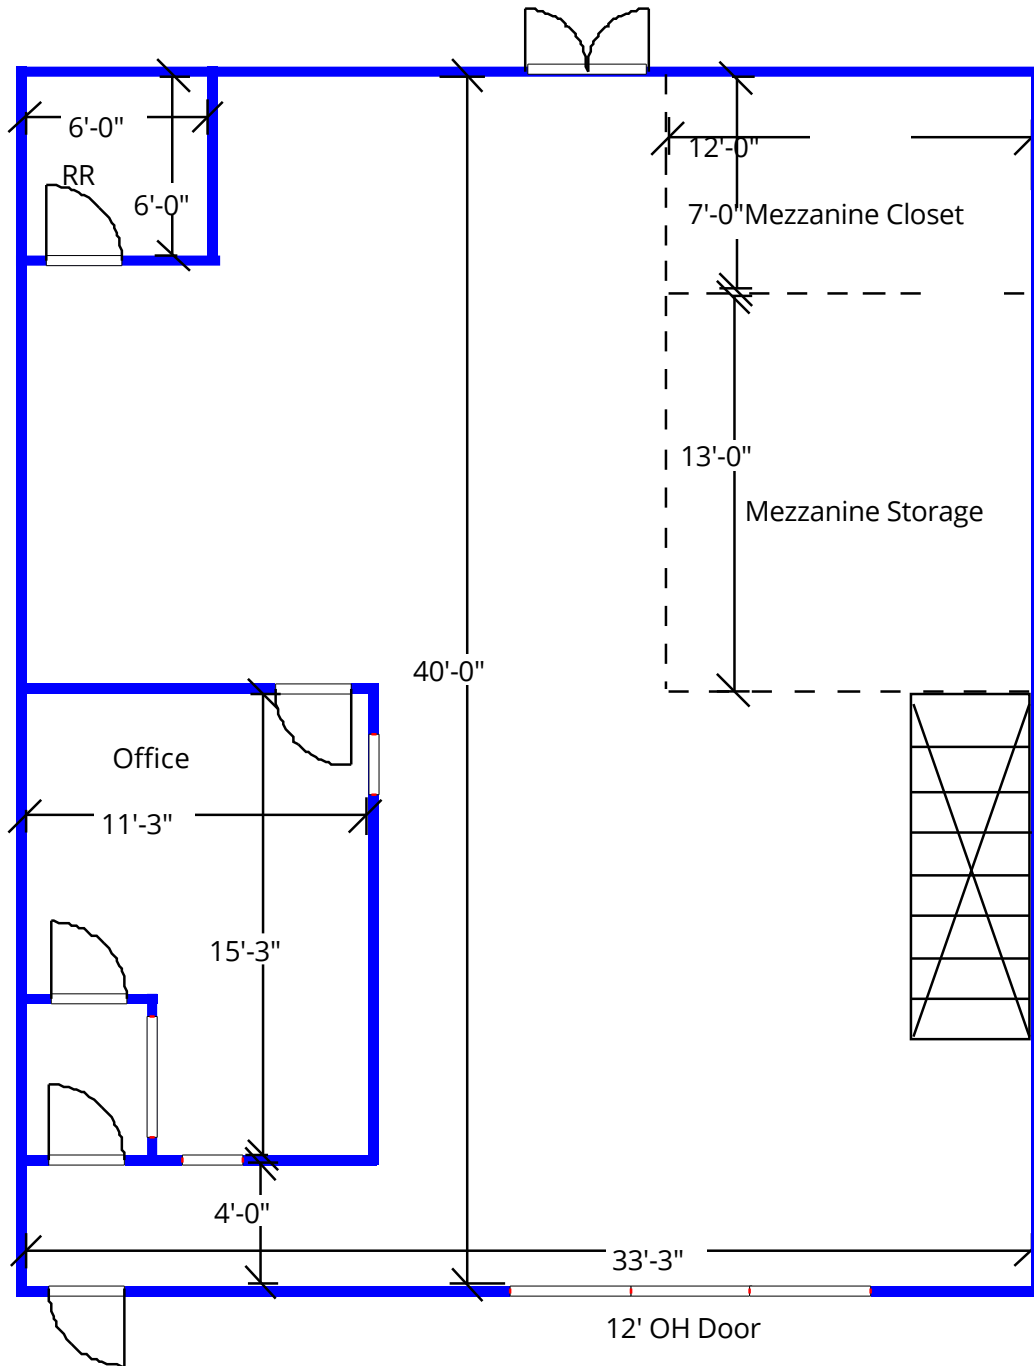 6'-0"
12'-0"
RR
6'-0"
7'-0"
Mezzanine Closet
13'-0"
Mezzanine Storage
40'-0"
Office
11'-3"
15'-3"
4'-0"
33'-3"
12' OH Door